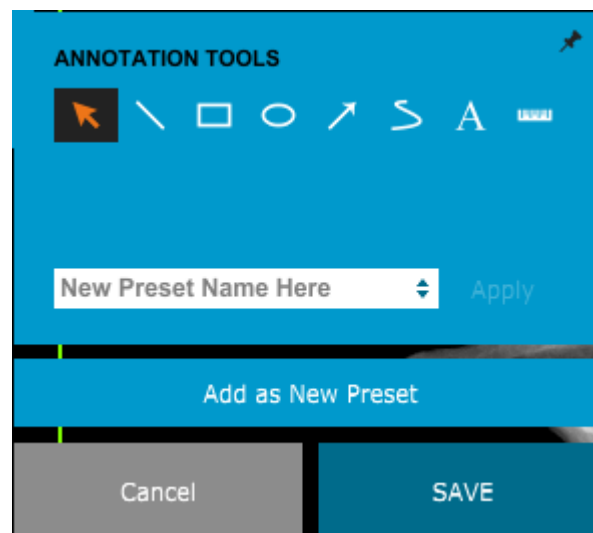 ANNOTATION TOOLS
A
New Preset Name Here
Apply
Add as New Preset
Cancel
SAVE